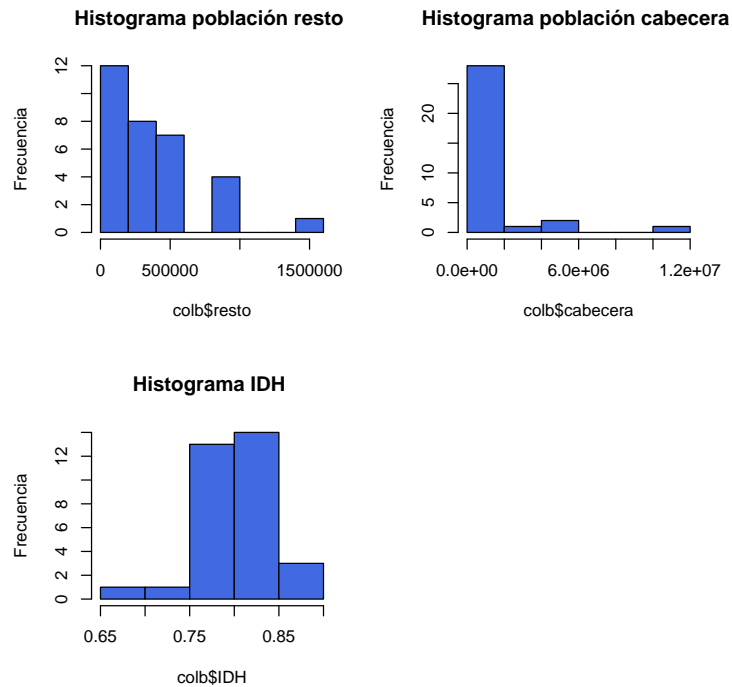 Histograma población resto
Frecuencia
0 2 4 6 8 12
0 500000 1500000
colb$resto
Histograma población cabecera
Frecuencia
0 5 10 20
0.0e+00 6.0e+06 1.2e+07
colb$cabecera
Histograma IDH
Frecuencia
0 2 4 6 8 12
0.65 0.75 0.85
colb$IDH